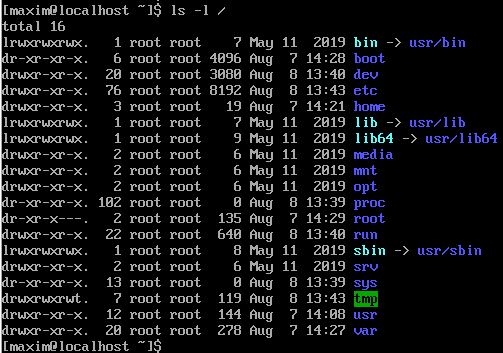 [maxim@localhost ~]$ ls -l /
total 16
lrwxrwxrwx.   1 root root    7 May 11  2019 bin -> usr/bin
dr-xr-xr-x.   6 root root 4096 Aug  7 14:28 boot
drwxr-xr-x.  20 root root 3080 Aug  8 13:40 dev
drwxr-xr-x.  76 root root 8192 Aug  8 13:43 etc
drwxr-xr-x.   3 root root   19 Aug  7 14:21 home
lrwxrwxrwx.   1 root root    7 May 11  2019 lib -> usr/lib
lrwxrwxrwx.   1 root root    9 May 11  2019 lib64 -> usr/lib64
drwxr-xr-x.   2 root root    6 May 11  2019 media
drwxr-xr-x.   2 root root    6 May 11  2019 mnt
drwxr-xr-x.   2 root root    6 May 11  2019 opt
dr-xr-xr-x. 102 root root    0 Aug  8 13:39 proc
dr-xr-x---.   2 root root  135 Aug  7 14:29 root
drwxr-xr-x.  22 root root  640 Aug  8 13:40 run
lrwxrwxrwx.   1 root root    8 May 11  2019 sbin -> usr/sbin
drwxr-xr-x.   2 root root    6 May 11  2019 srv
dr-xr-xr-x.  13 root root    0 Aug  8 13:39 sys
drwxrwxrwt.   7 root root  119 Aug  8 13:43 tmp
drwxr-xr-x.  12 root root  144 Aug  7 14:08 usr
drwxr-xr-x.  20 root root  278 Aug  7 14:27 var
[maxim@localhost ~]$